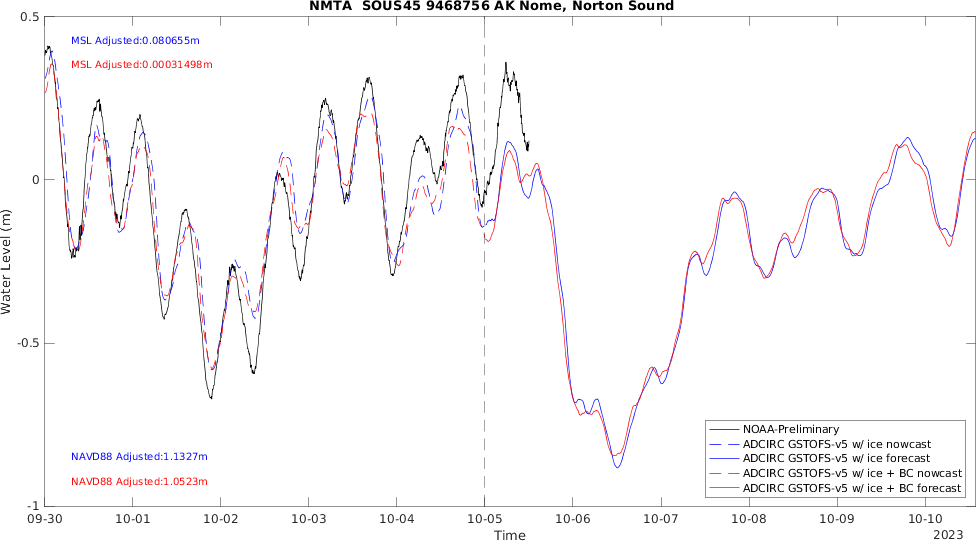 NMTA  SOUS45 9468756 AK Nome, Norton Sound
0.5
MSL Adjusted:0.080655m
MSL Adjusted:0.00031498m
0
Water Level (m)
-0.5
NOAA-Preliminary
ADCIRC GSTOFS-v5 w/ ice nowcast
ADCIRC GSTOFS-v5 w/ ice forecast
ADCIRC GSTOFS-v5 w/ ice + BC nowcast
ADCIRC GSTOFS-v5 w/ ice + BC forecast
NAVD88 Adjusted:1.1327m
NAVD88 Adjusted:1.0523m
-1
09-30 10-01 10-02 10-03 10-04 10-05 10-06 10-07 10-08 10-09 10-10
Time
2023